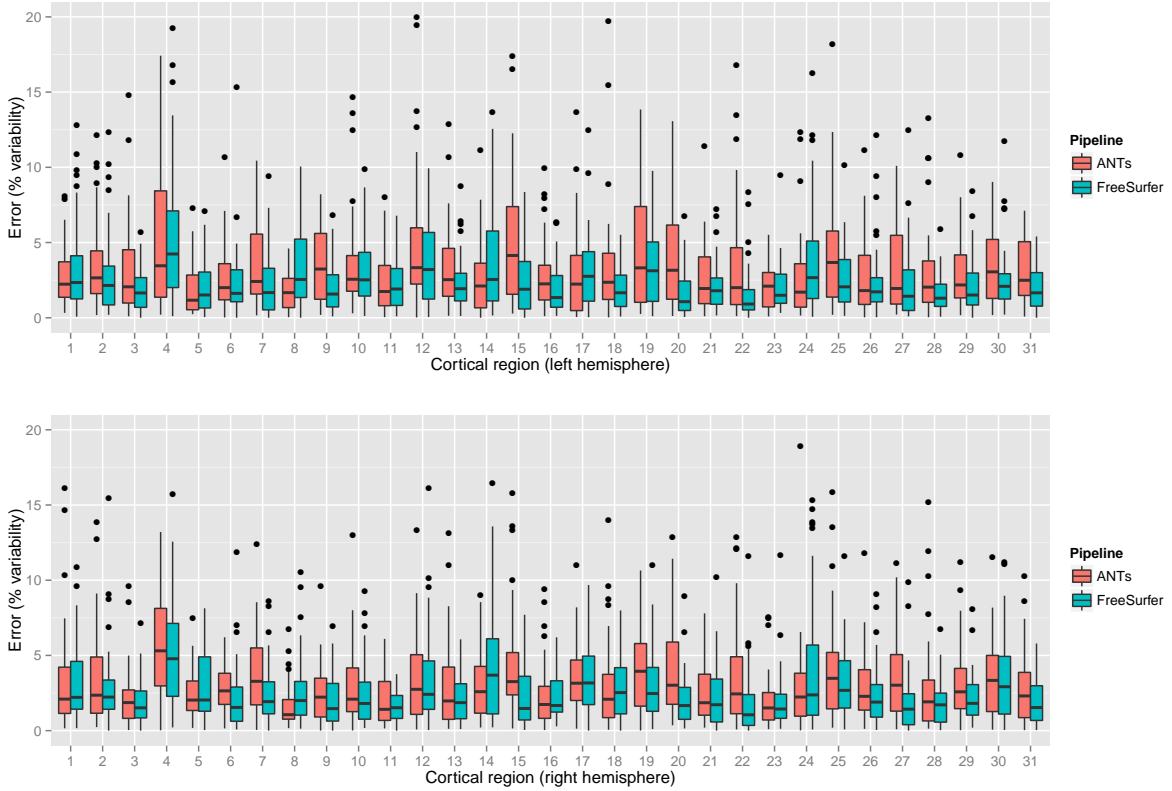 20
15
10
5
0
Error (% variability)
1 2 3 4 5 6 7 8 9 10 11 12 13 14 15 16 17 18 19 20 21 22 23 24 25 26 27 28 29 30 31
Cortical region (left hemisphere)
Pipeline
ANTs
FreeSurfer
20
15
10
5
0
Error (% variability)
1 2 3 4 5 6 7 8 9 10 11 12 13 14 15 16 17 18 19 20 21 22 23 24 25 26 27 28 29 30 31
Cortical region (right hemisphere)
Pipeline
ANTs
FreeSurfer